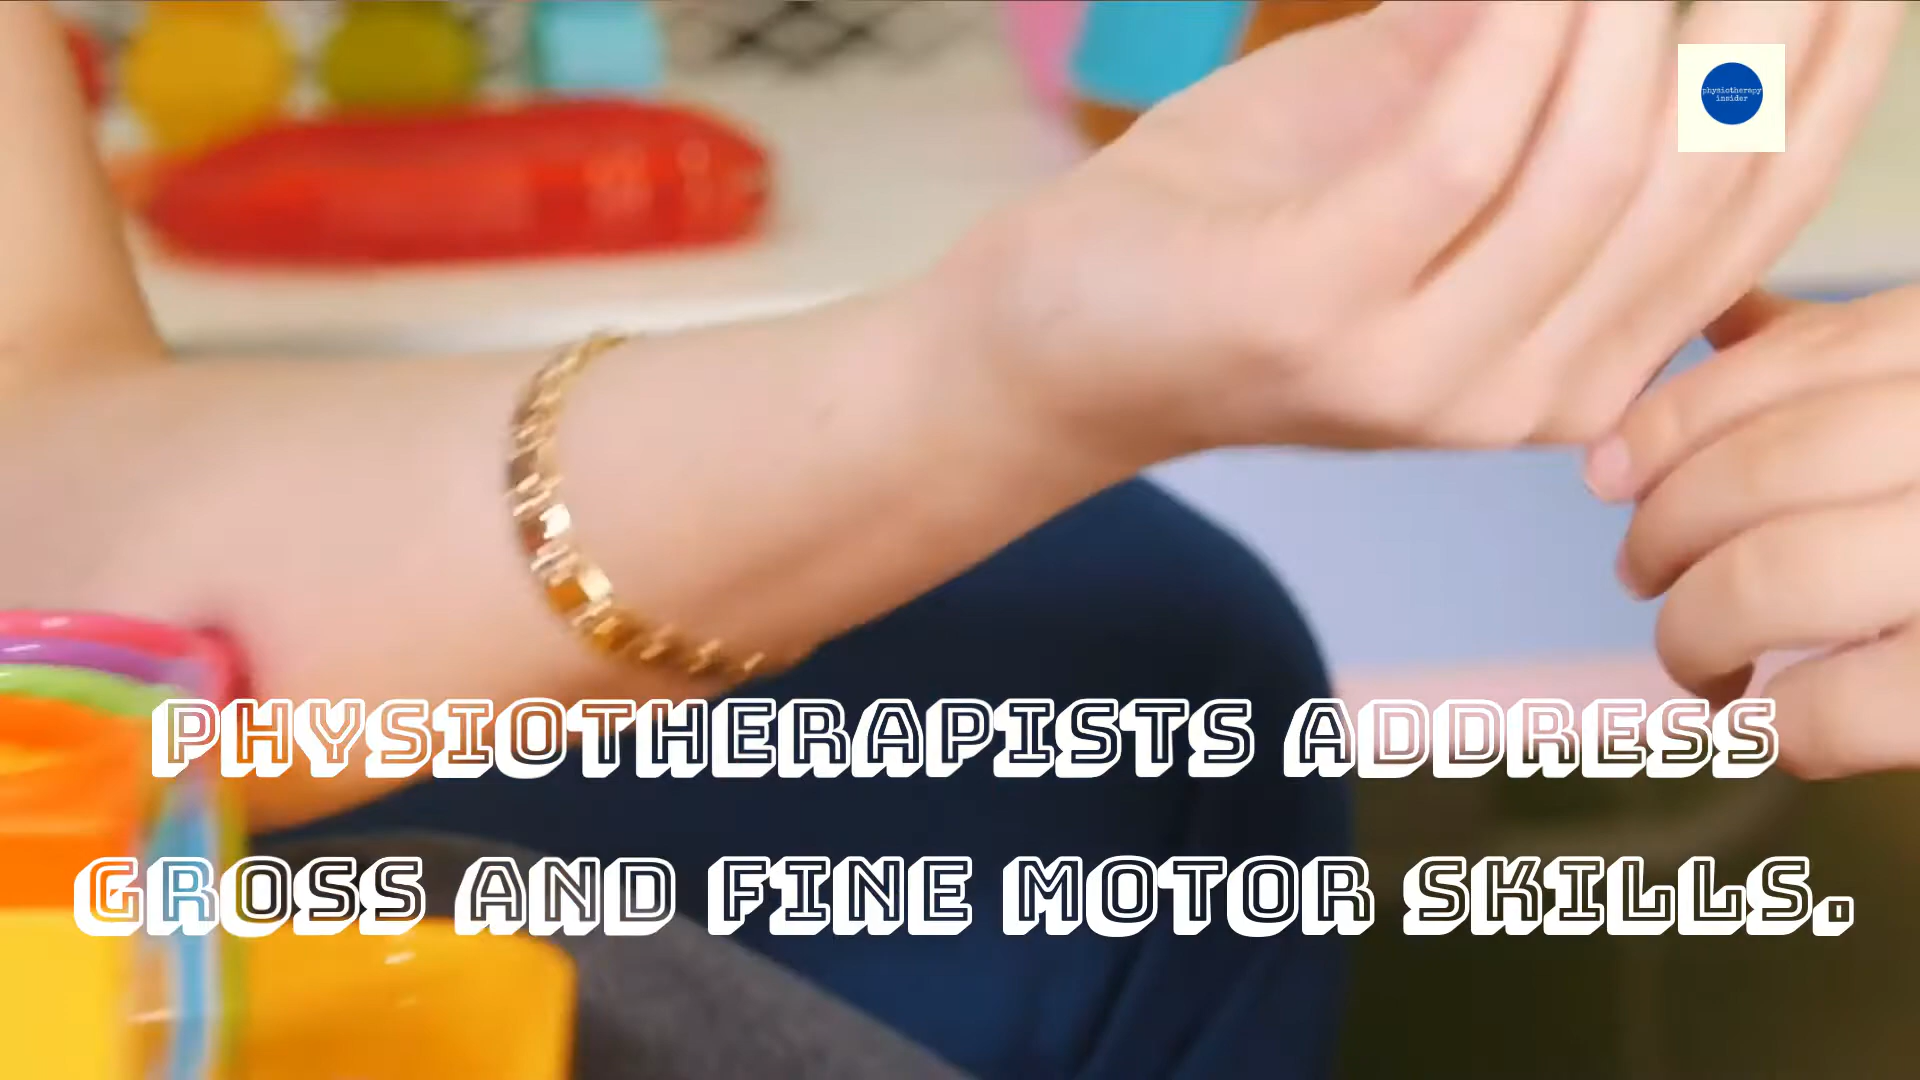 physiotherapy
insider
PHYSIOTHERAPISTS ADDRESS
GROSS AND FINE MOTOR SKILLS.